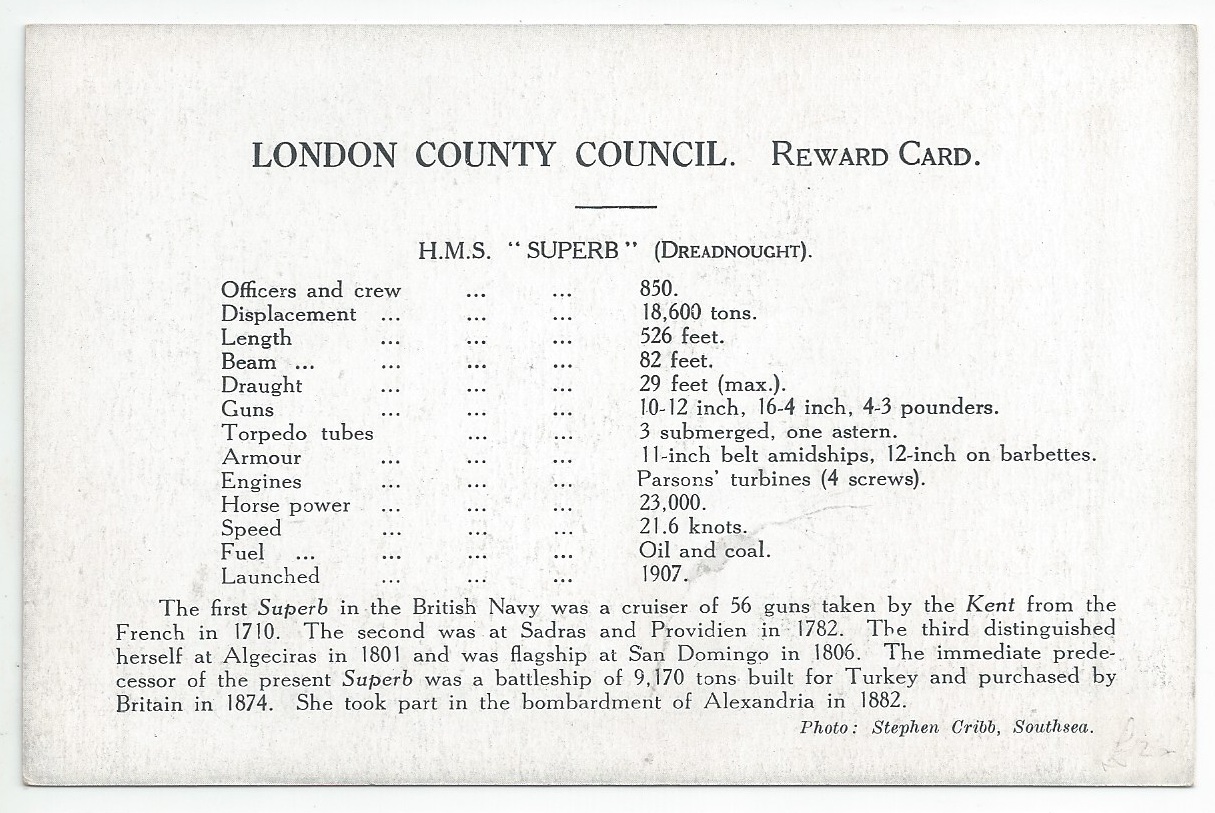 LONDON COUNTY COUNCIL. REWARD CARD.
H.M.S. “SUPERB” (DREADNOUGHT).
Officers and crew ... ... 850.
Displacement ... ... ... 18,600 tons.
Length ... ... ... 526 feet.
Beam ... ... ... ... 82 feet.
Draught ... ... ... 29 feet (max.).
Guns ... ... ... 10-12 inch, 16-4 inch, 4-3 pounders.
Torpedo tubes ... ... 3 submerged, one astern.
Armour ... ... ... 11-inch belt amidships, 12-inch on barbettes.
Engines ... ... ... Parsons’ turbines (4 screws).
Horse power ... ... ... 23,000.
Speed ... ... ... 21.6 knots.
Fuel ... ... ... ... Oil and coal.
Launched ... ... ... 1907.
The first Superb in the British Navy was a cruiser of 56 guns taken by the Kent from the
French in 1710. The second was at Sadras and Providien in 1782. The third distinguished
herself at Algeciras in 1801 and was flagship at San Domingo in 1806. The immediate prede-
cessor of the present Superb was a battleship of 9,170 tons built for Turkey and purchased by
Britain in 1874. She took part in the bombardment of Alexandria in 1882.
Photo: Stephen Cribb, Southsea.